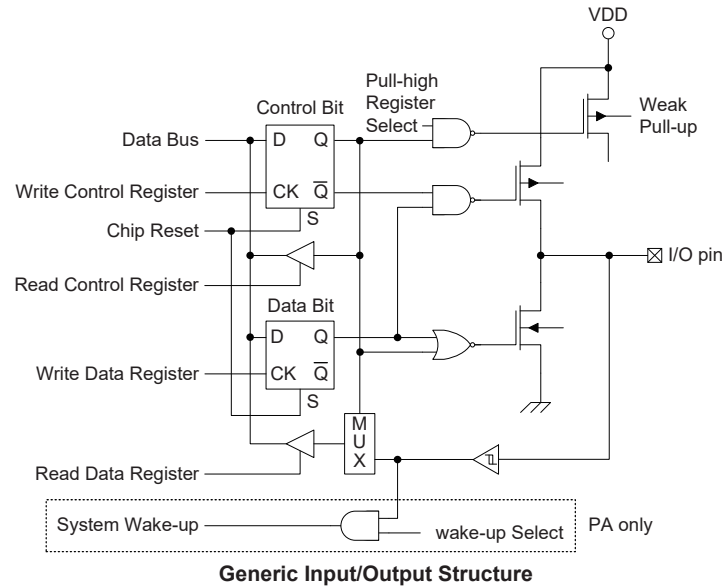 VDD
Pull-high
Register
Select
Weak
Pull-up
Control Bit
Data Bus
D
Q
Write Control Register
CK
Q̅
S
Chip Reset
I/O pin
Read Control Register
Data Bit
D
Q
Write Data Register
CK
Q̅
S
M
U
X
Read Data Register
System Wake-up
wake-up Select
PA only
Generic Input/Output Structure